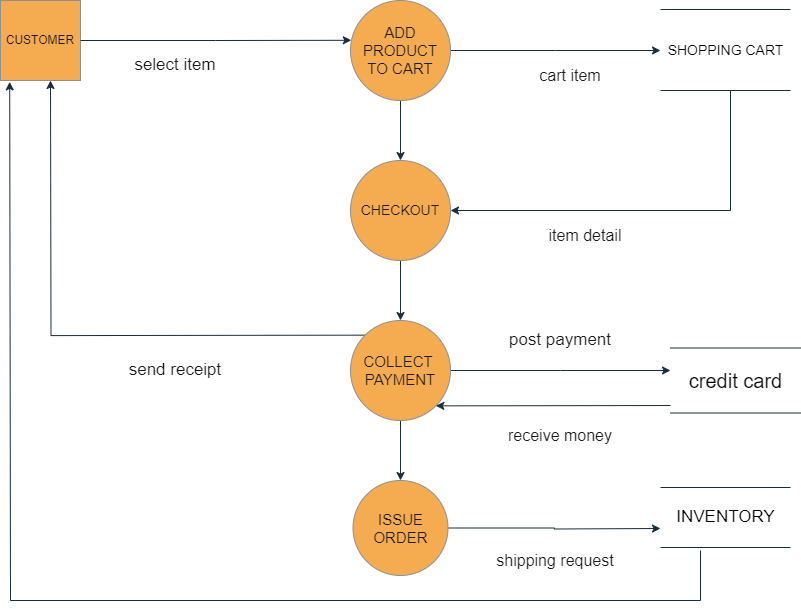 CUSTOMER
select item
ADD
PRODUCT
TO CART
cart item
SHOPPING CART
CHECKOUT
item detail
COLLECT
PAYMENT
send receipt
post payment
credit card
receive money
ISSUE
ORDER
INVENTORY
shipping request